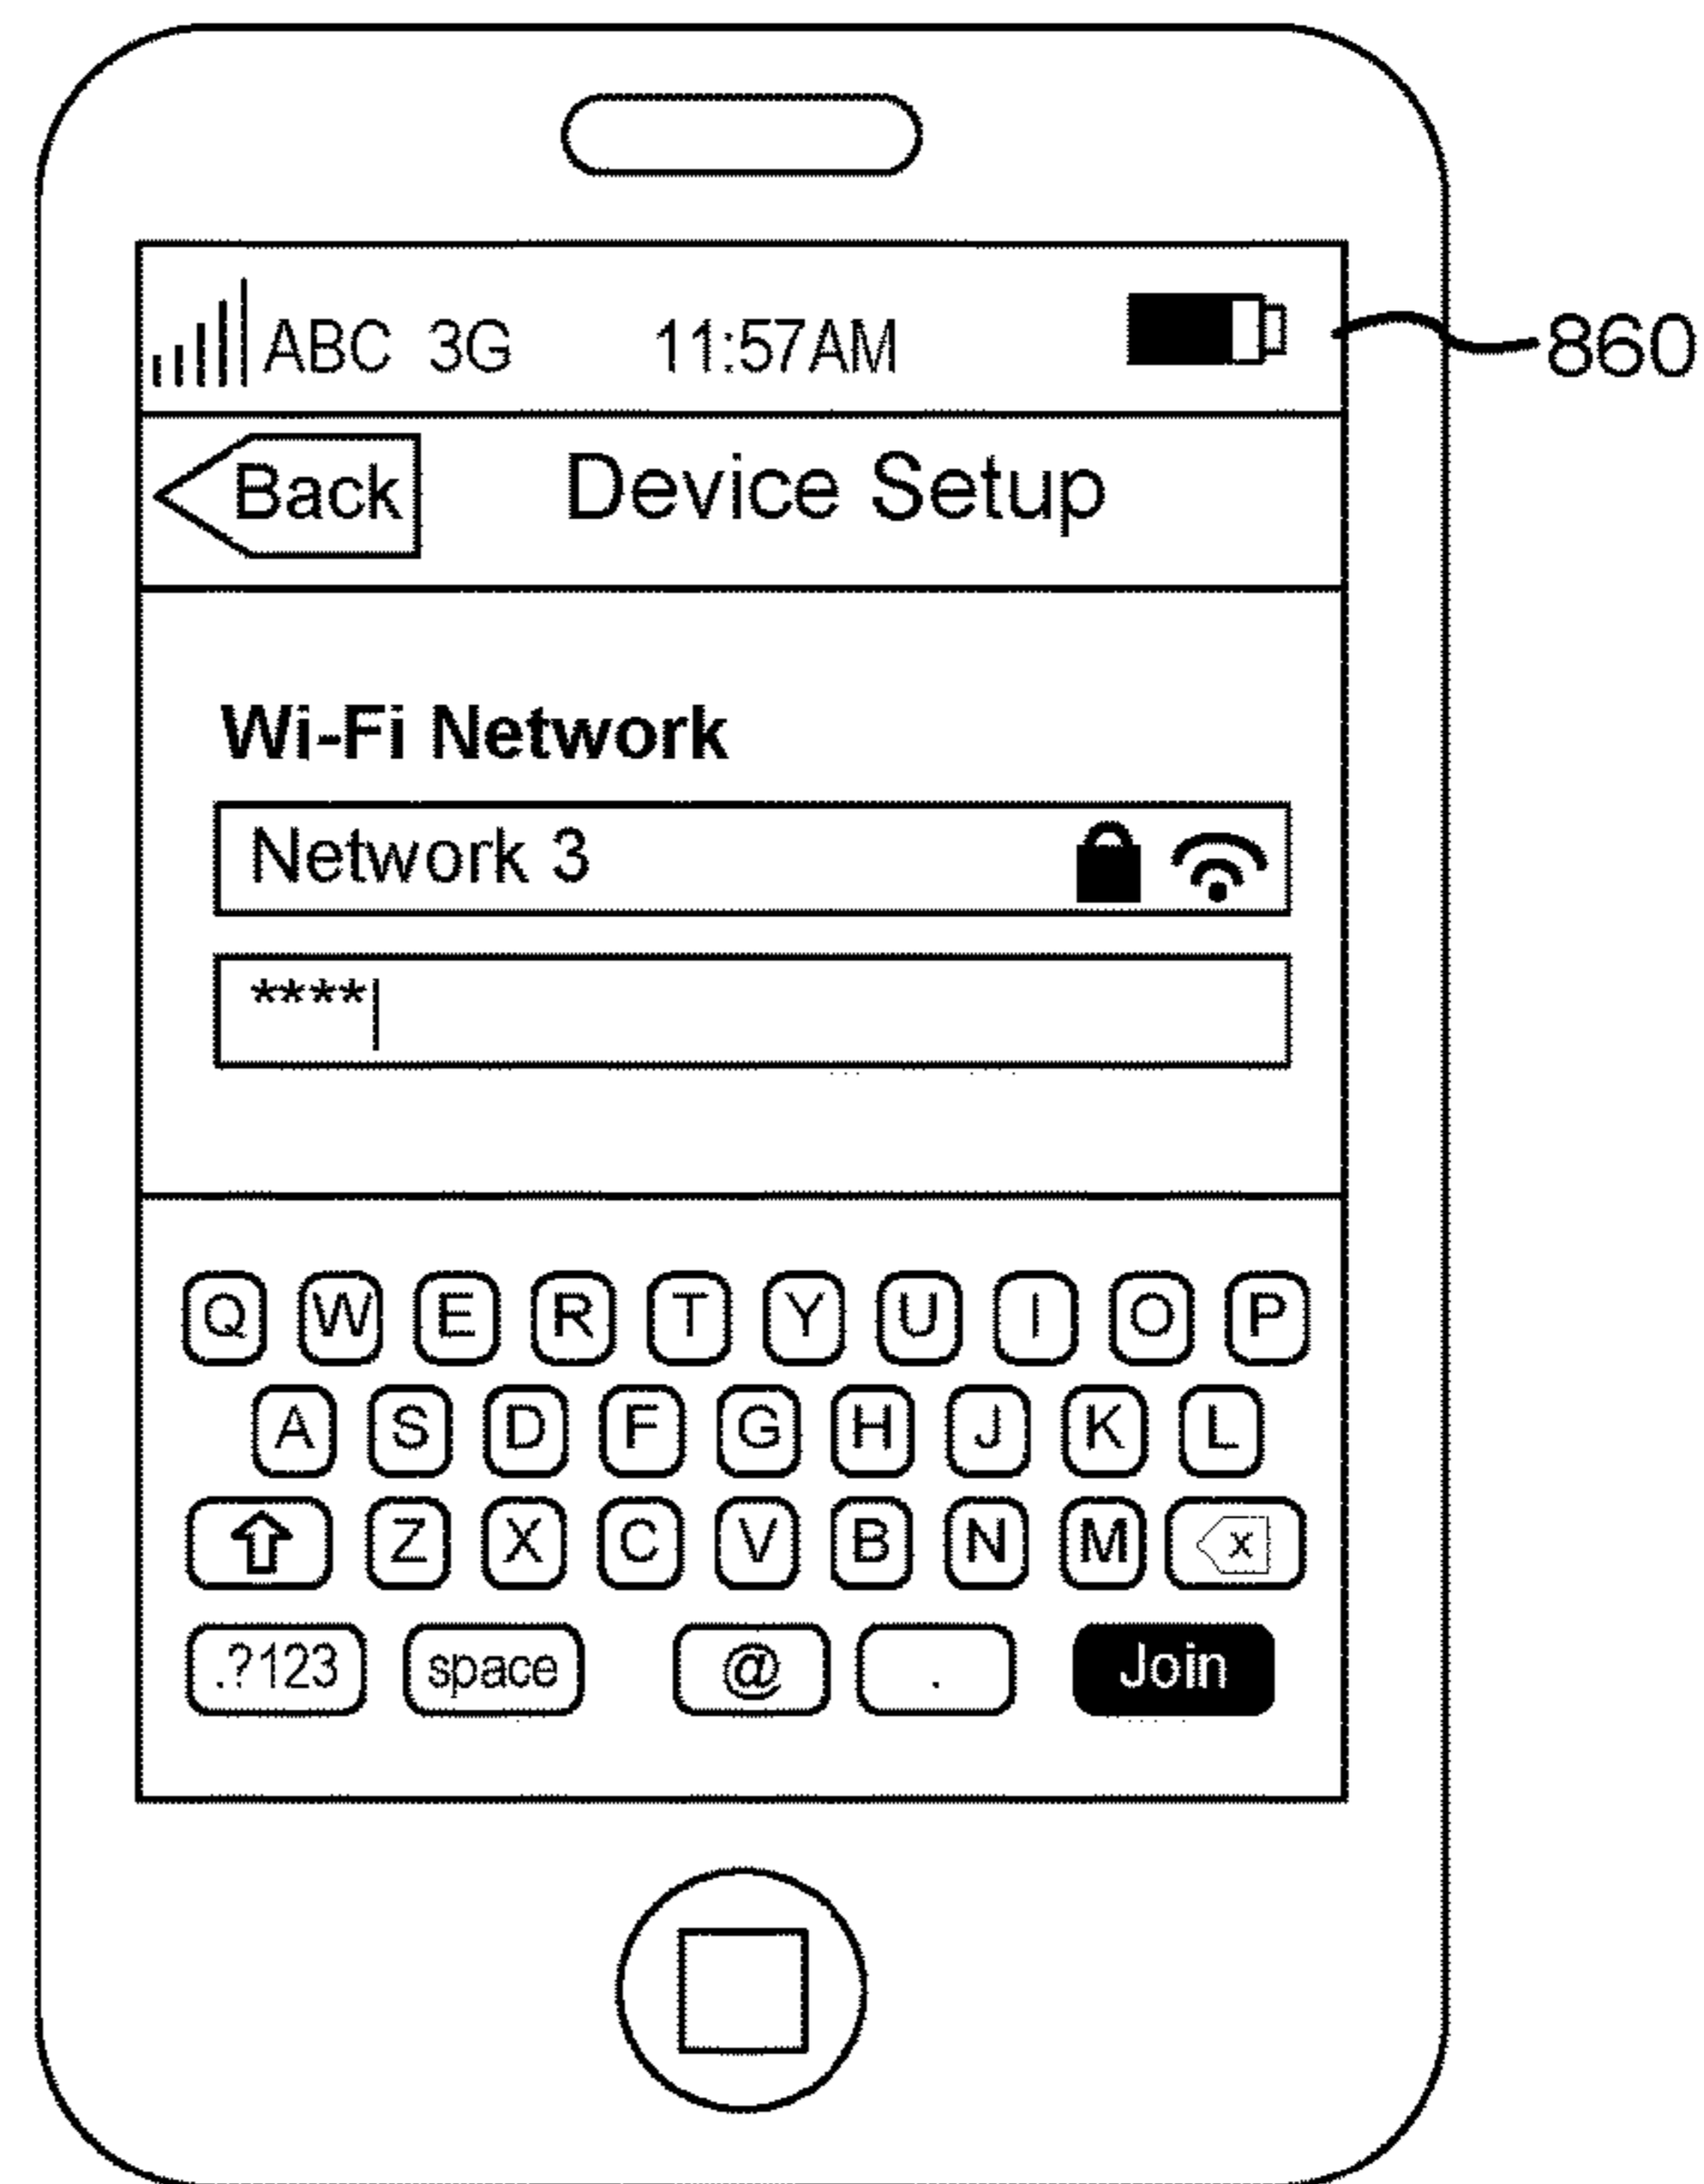 ABC 3G 11:57AM
860
Back Device Setup
Wi-Fi Network
Network 3
****
Q W E R T Y U I O P
A S D F G H J K L
Z X C V B N M x
.?123 space @ . Join